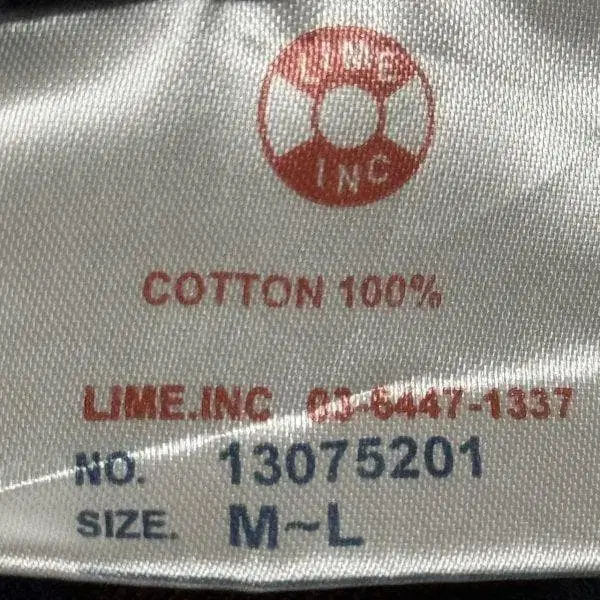 LIME
INC
COTTON 100%
LIME.INC 03-6447-1337
NO. 13075201
SIZE. M~L